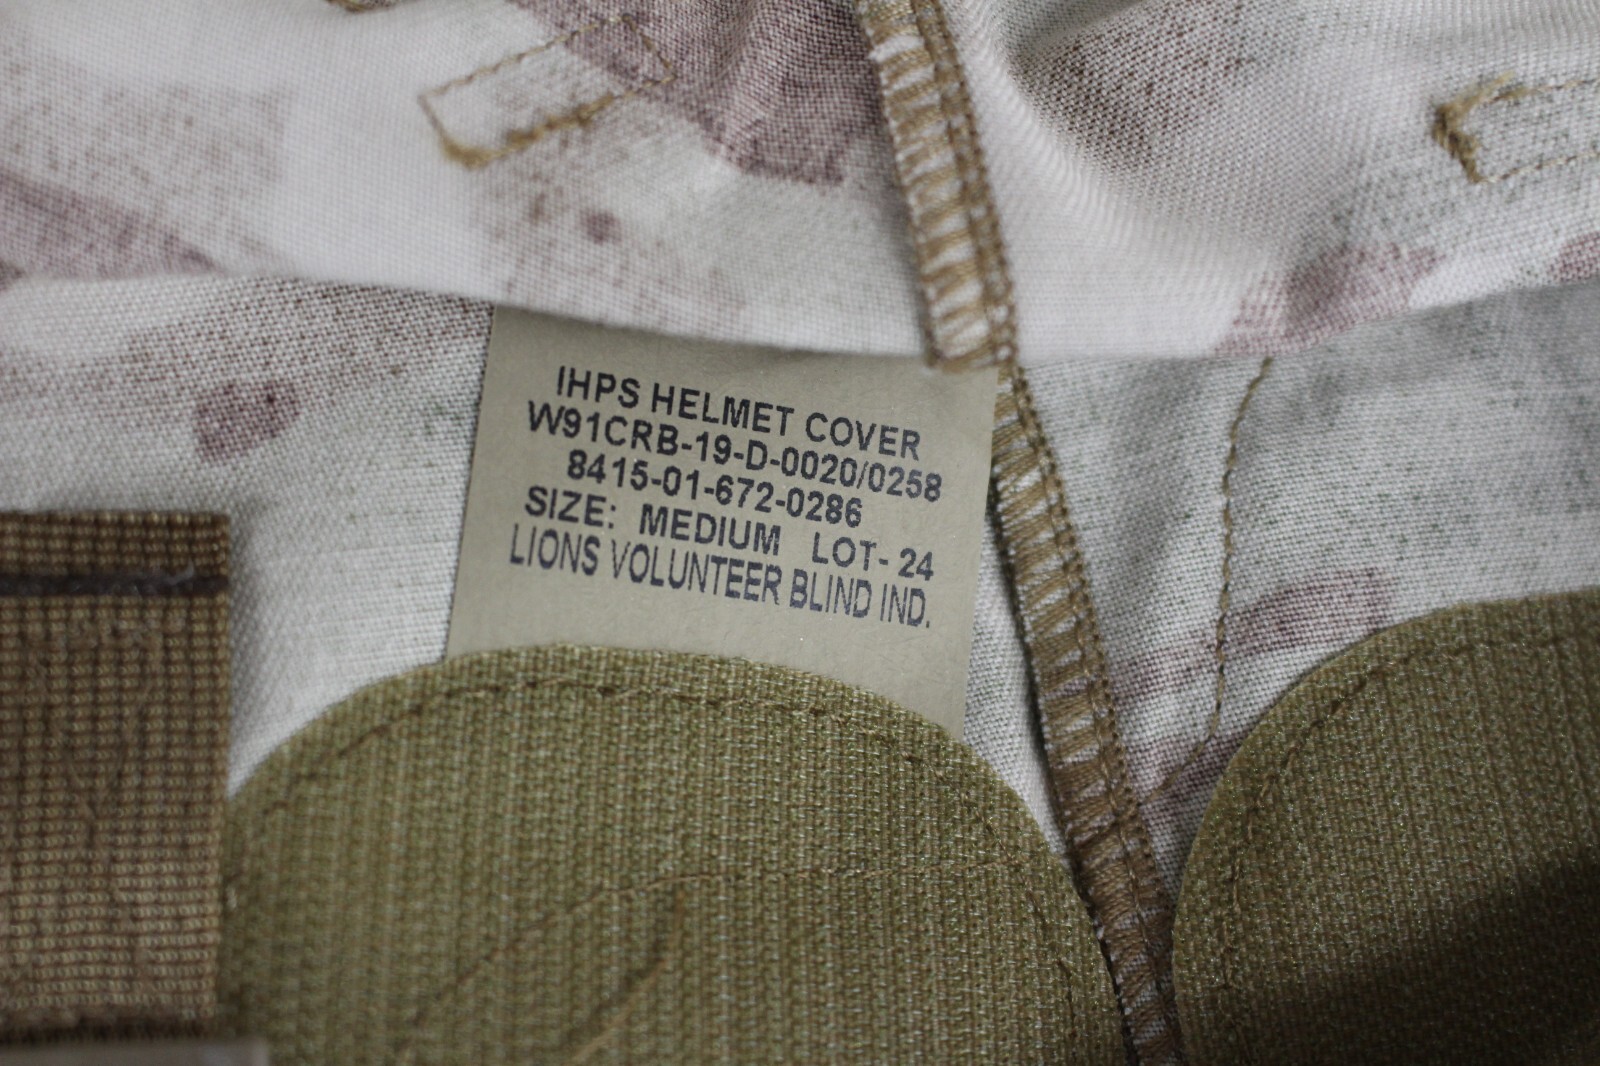 IHPS HELMET COVER
W91CRB-19-D-0020/0258
8415-01-672-0286
SIZE: MEDIUM LOT- 24
LIONS VOLUNTEER BLIND IND.